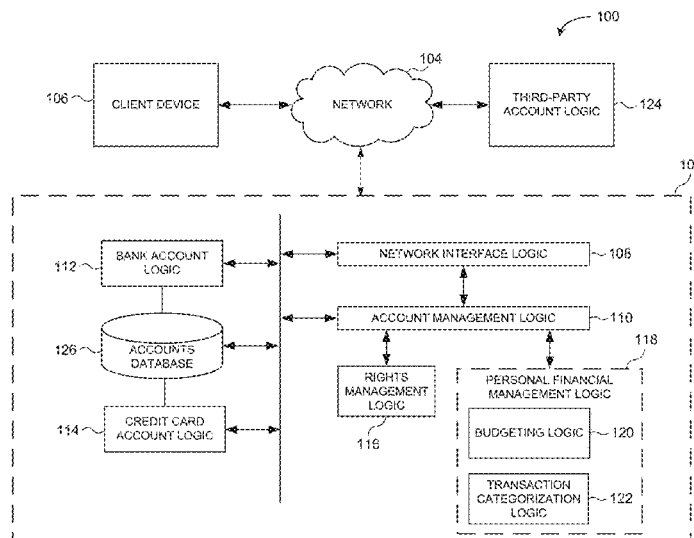 100
104
106
CLIENT DEVICE
NETWORK
THIRD-PARTY
ACCOUNT LOGIC
124
10
BANK ACCOUNT
LOGIC
112
NETWORK INTERFACE LOGIC
108
ACCOUNT MANAGEMENT LOGIC
110
126
ACCOUNTS
DATABASE
118
RIGHTS
MANAGEMENT
LOGIC
116
PERSONAL FINANCIAL
MANAGEMENT LOGIC
114
CREDIT CARD
ACCOUNT LOGIC
BUDGETING LOGIC
120
TRANSACTION
CATEGORIZATION
LOGIC
122